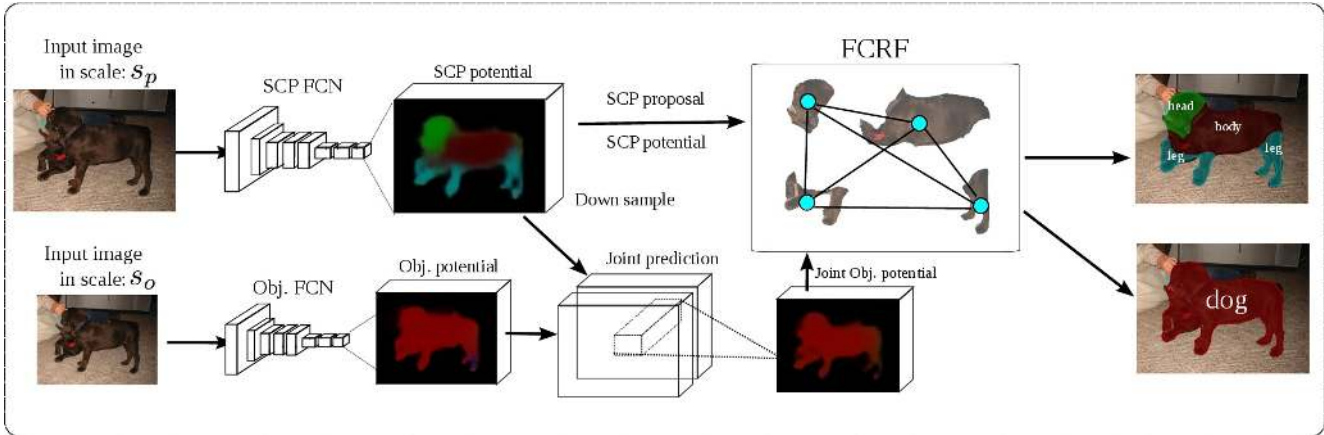 Input image
in scale: s_p
SCP FCN
SCP potential
SCP proposal
SCP potential
Down sample
FCRF
head
body
leg
leg
Input image
in scale: s_o
Obj. FCN
Obj. potential
Joint prediction
Joint Obj. potential
dog